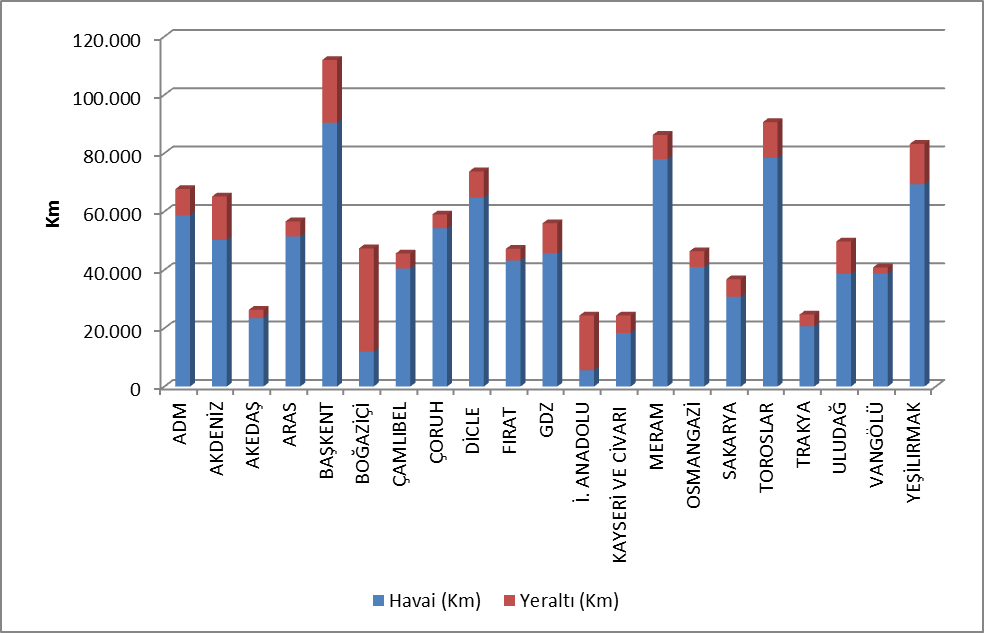 120.000
100.000
80.000
60.000
40.000
20.000
0
Km
ADM
AKDENİZ
AKEDAŞ
ARAS
BAŞKENT
BOĞAZİÇİ
ÇAMLIBEL
ÇORUH
DİCLE
FIRAT
GDZ
İ. ANADOLU
KAYSERİ VE CİVARI
MERAM
OSMANGAZİ
SAKARYA
TOROSLAR
TRAKYA
ULUDAĞ
VANGÖLÜ
YEŞİLIRMAK
Havai (Km)
Yeraltı (Km)